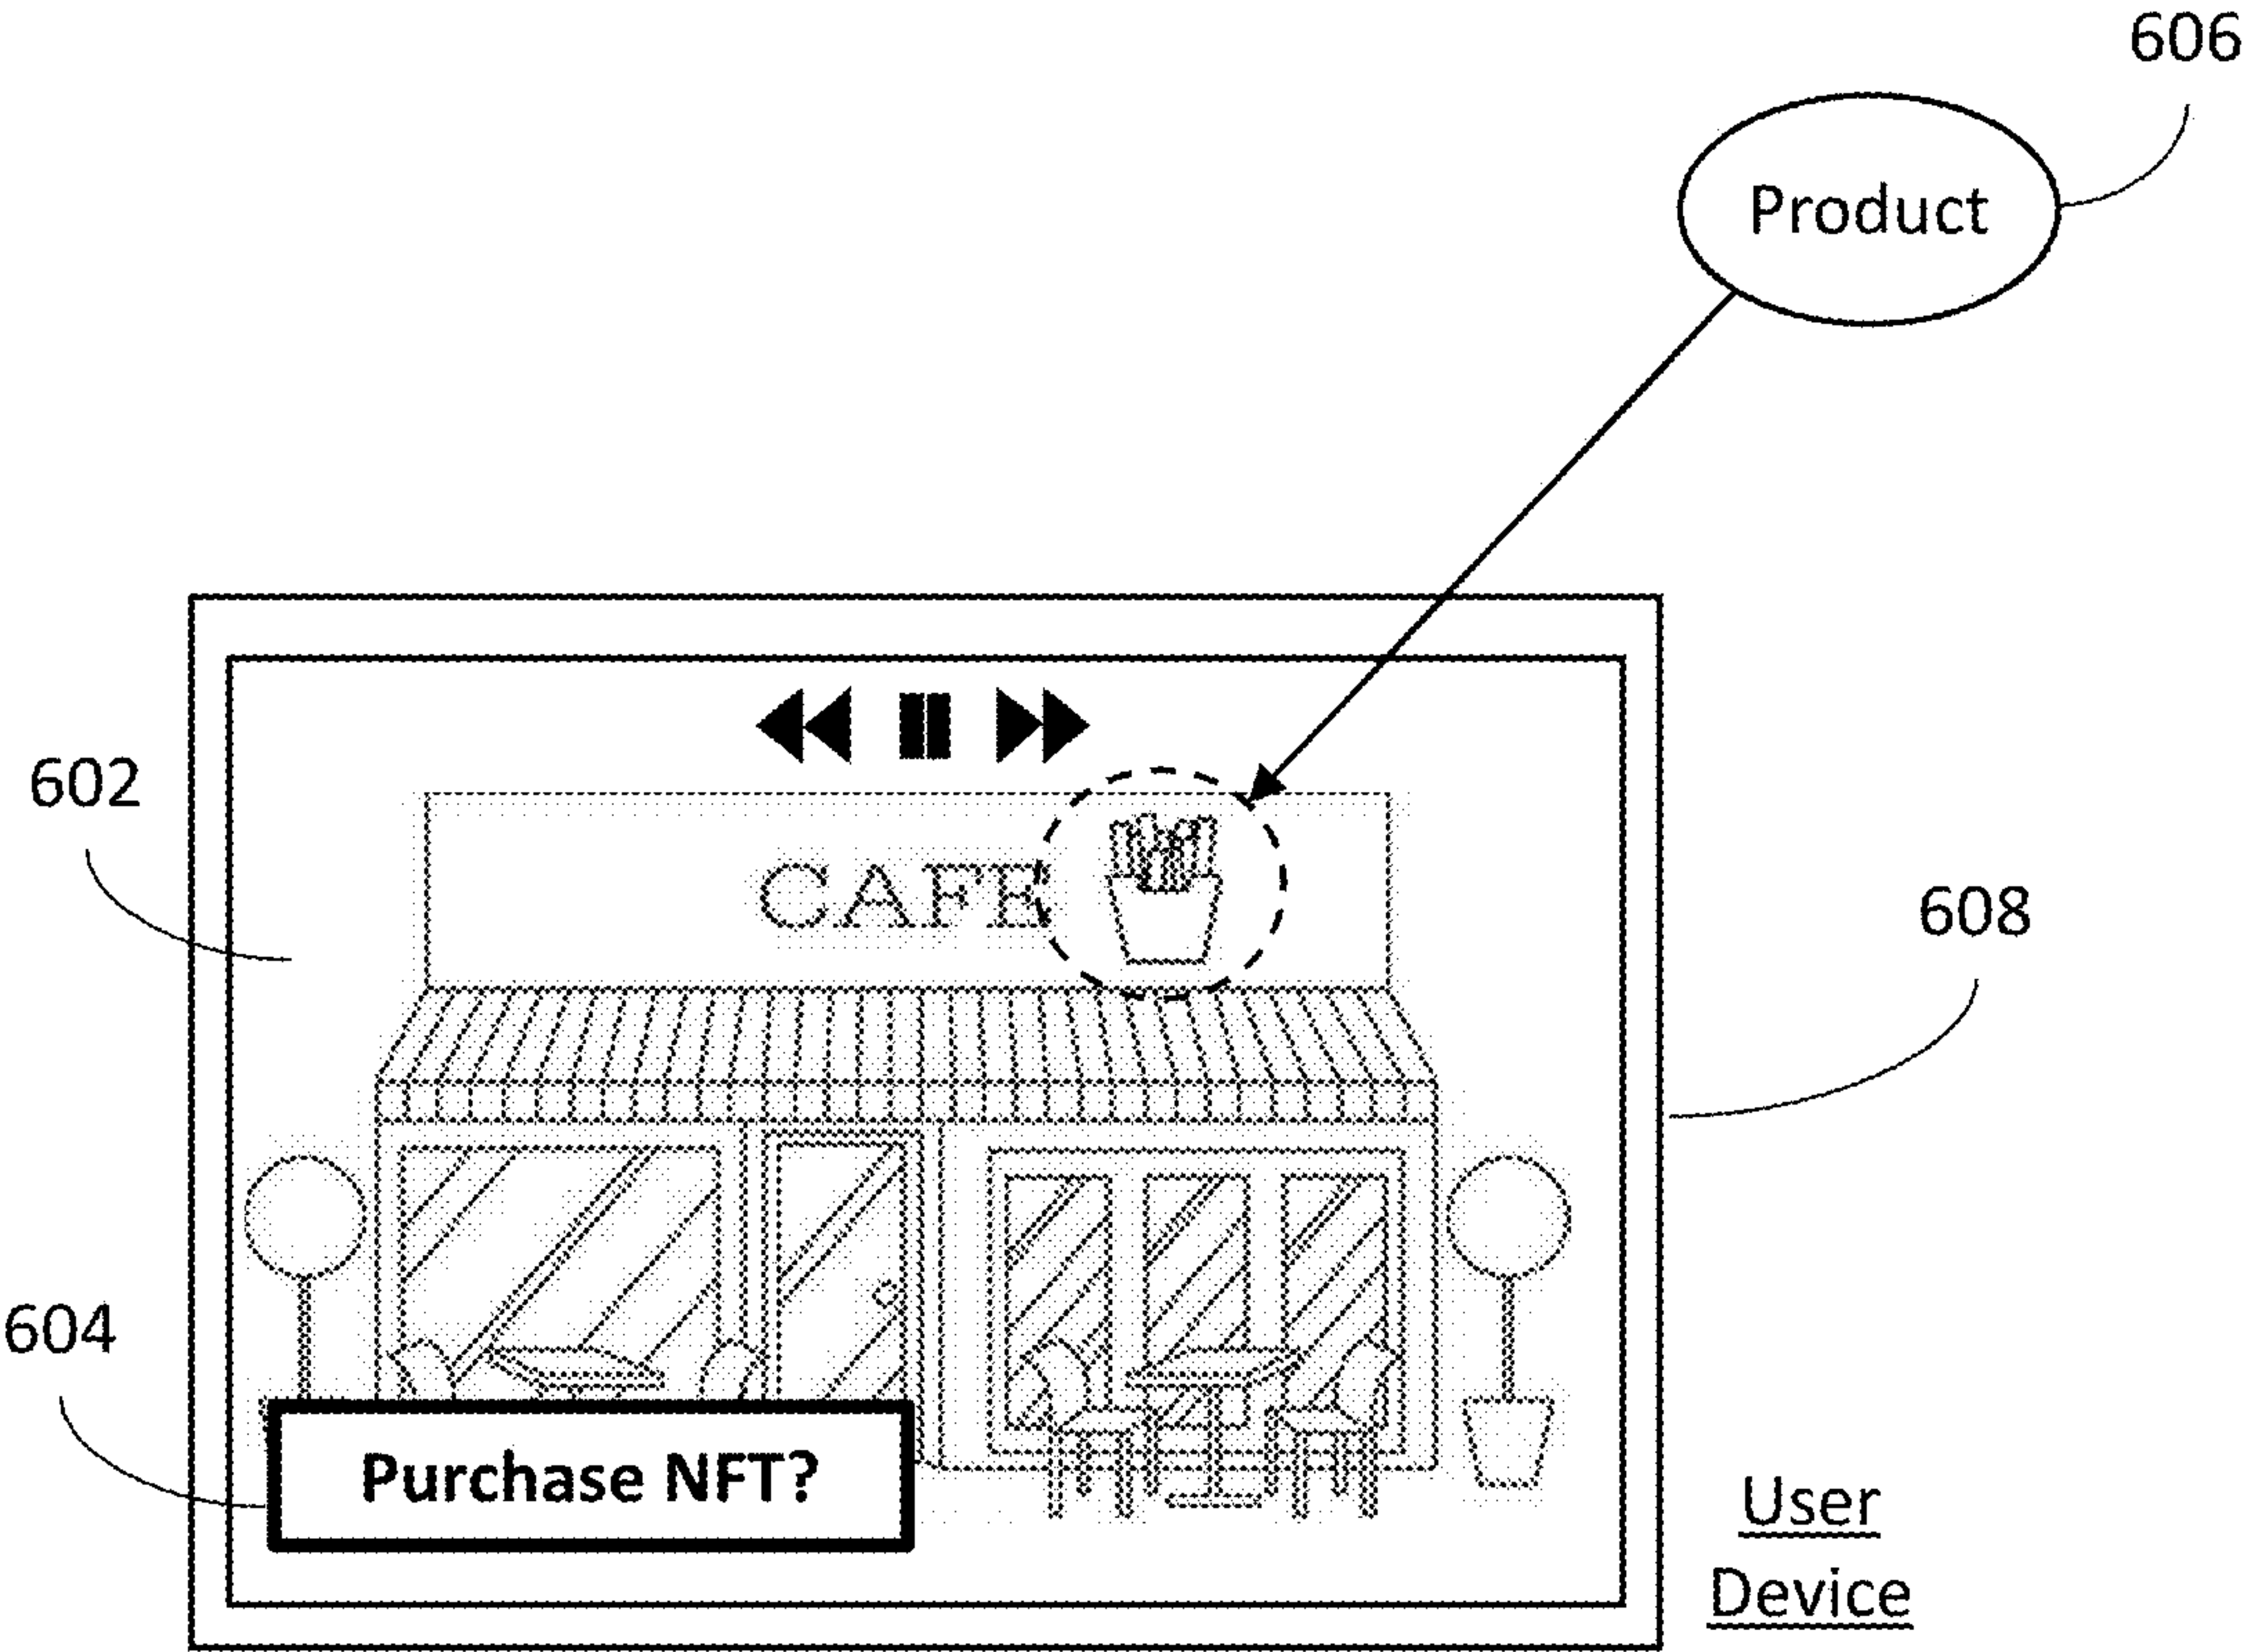 606
Product
602
CAFE
608
604
Purchase NFT?
User
Device